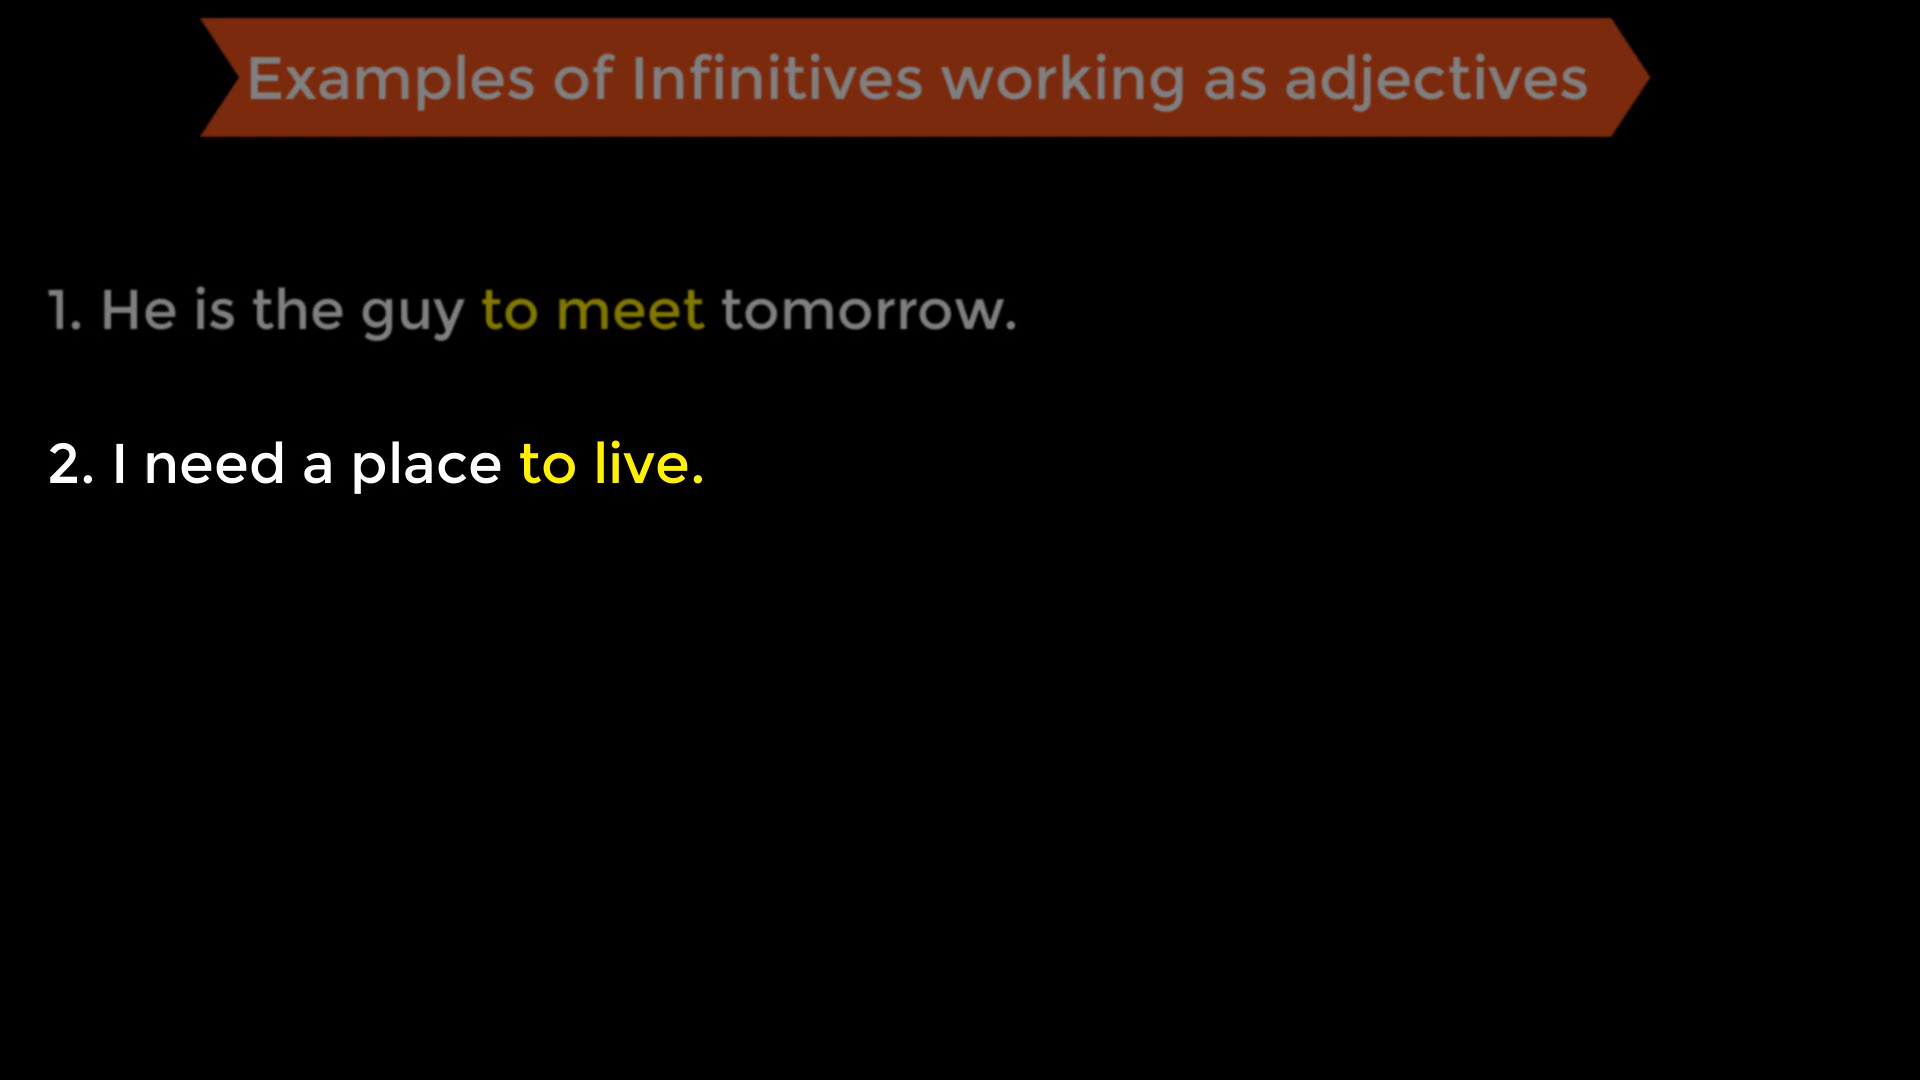 Examples of Infinitives working as adjectives
1. He is the guy to meet tomorrow.
2. I need a place to live.